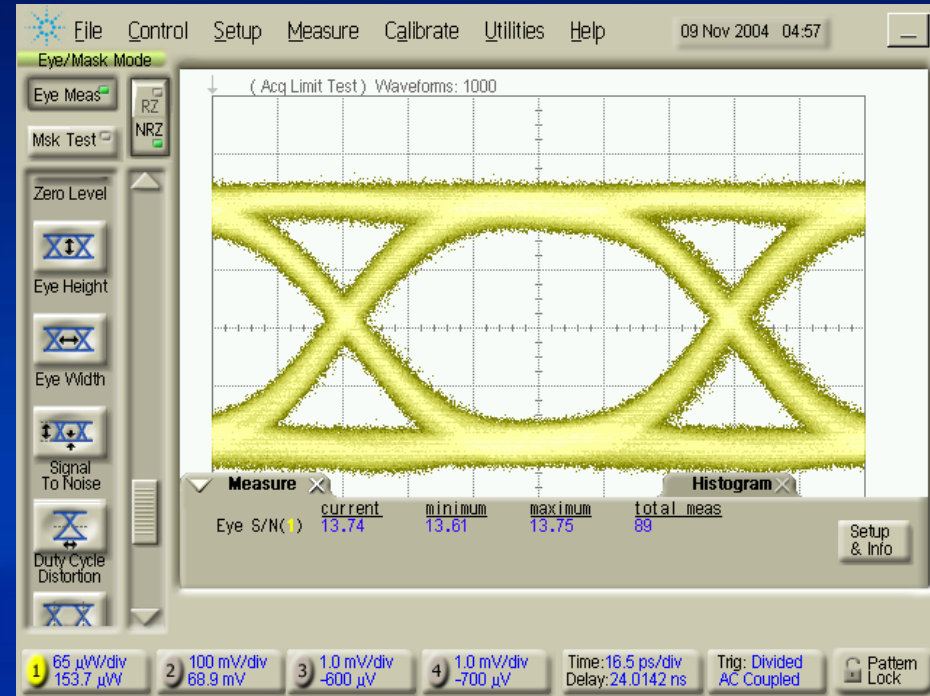 File Control Setup Measure Calibrate Utilities Help 09 Nov 2004 04:57
Eye/Mask Mode
Eye Meas
RZ
NRZ
Msk Test
Zero Level
Eye Height
Eye Width
Signal
To Noise
Duty Cycle
Distortion
( Acq Limit Test ) Waveforms: 1000
Measure
Histogram
current minimum maximum total meas
Eye S/N(1) 13.74 13.61 13.75 89
Setup
& Info
1 65 µW/div
153.7 µW
2 100 mV/div
68.9 mV
3 1.0 mV/div
-600 µV
4 1.0 mV/div
-700 µV
Time:16.5 ps/div
Delay:24.0142 ns
Trig: Divided
AC Coupled
Pattern
Lock